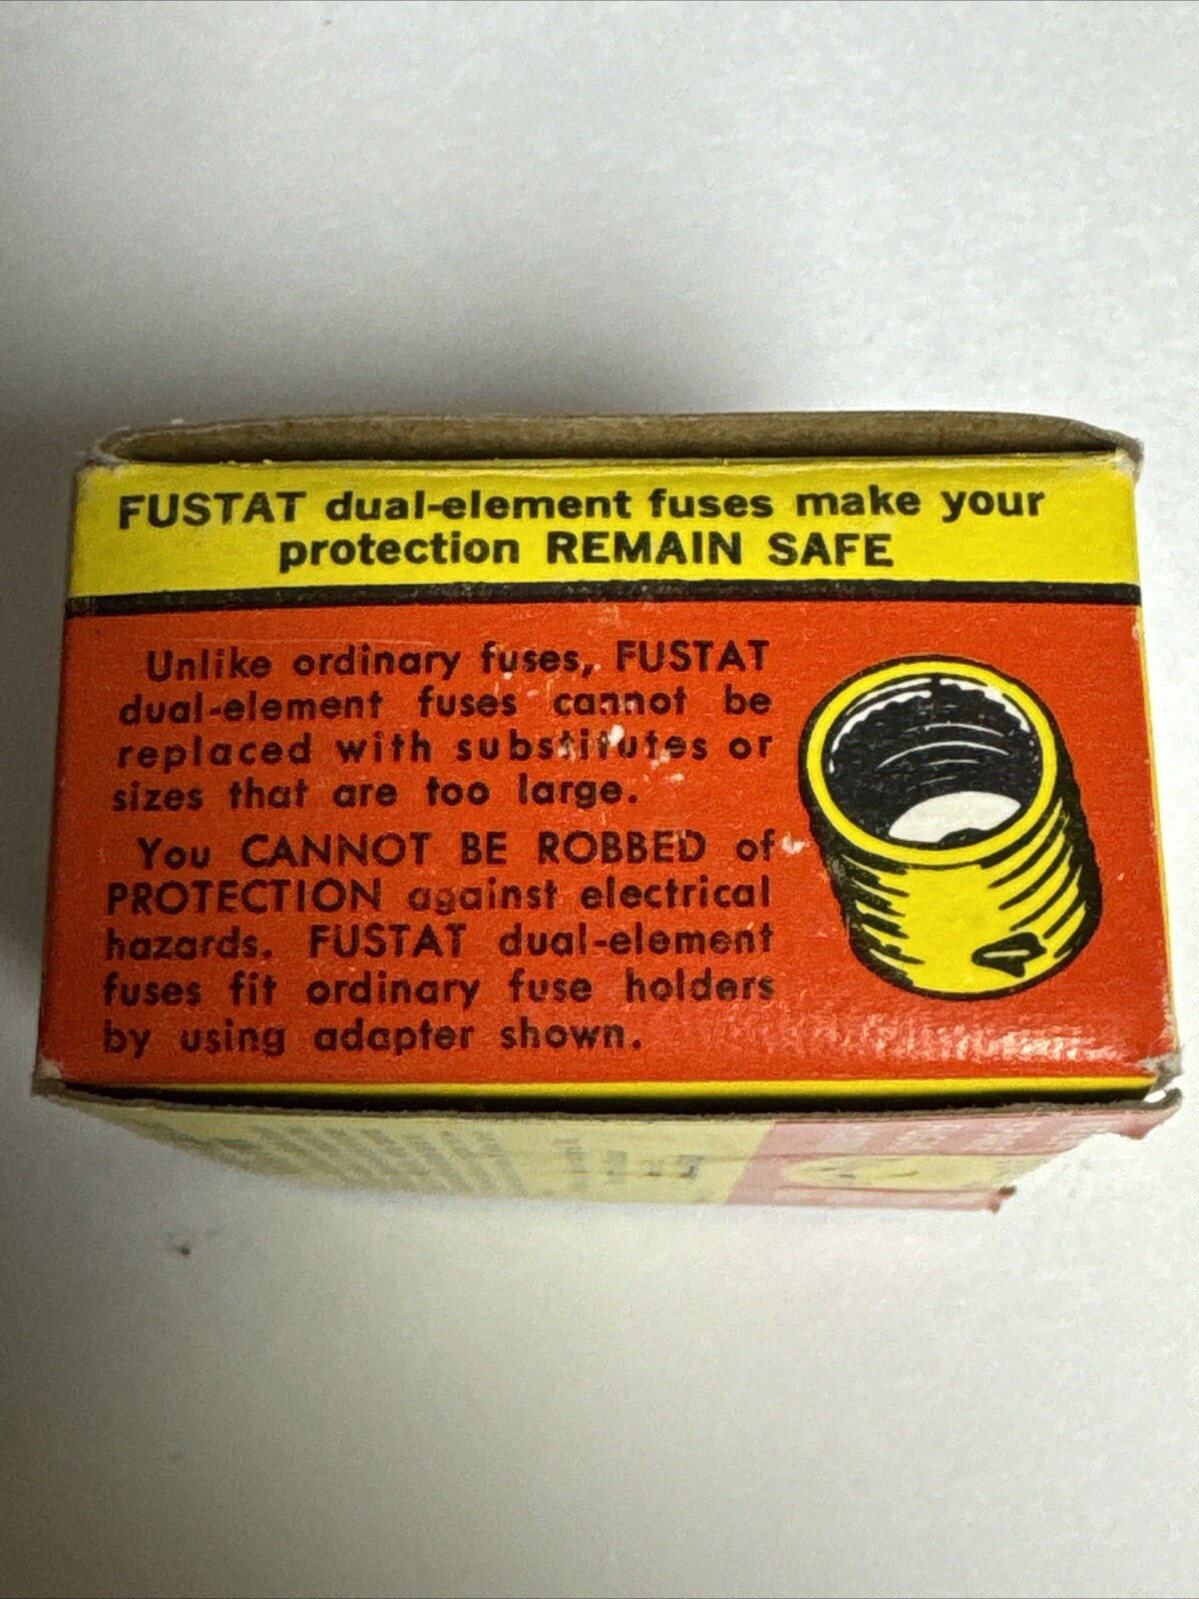 FUSTAT dual-element fuses make your
protection REMAIN SAFE
Unlike ordinary fuses, FUSTAT
dual-element fuses cannot be
replaced with substitutes or
sizes that are too large.
You CANNOT BE ROBBED of
PROTECTION against electrical
hazards. FUSTAT dual-element
fuses fit ordinary fuse holders
by using adapter shown.